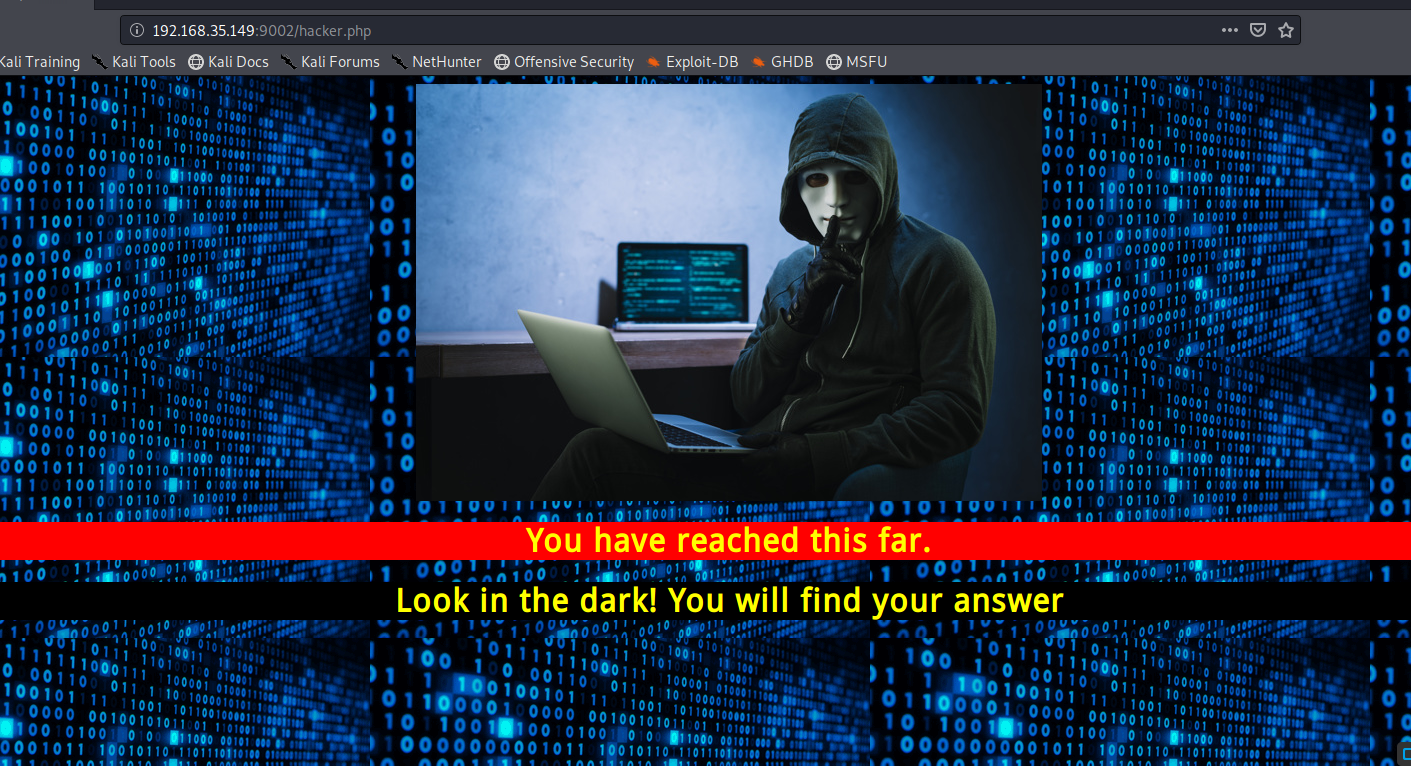 192.168.35.149:9002/hacker.php
Kali Training Kali Tools Kali Docs Kali Forums NetHunter Offensive Security Exploit-DB GHDB MSFU
You have reached this far.
Look in the dark! You will find your answer